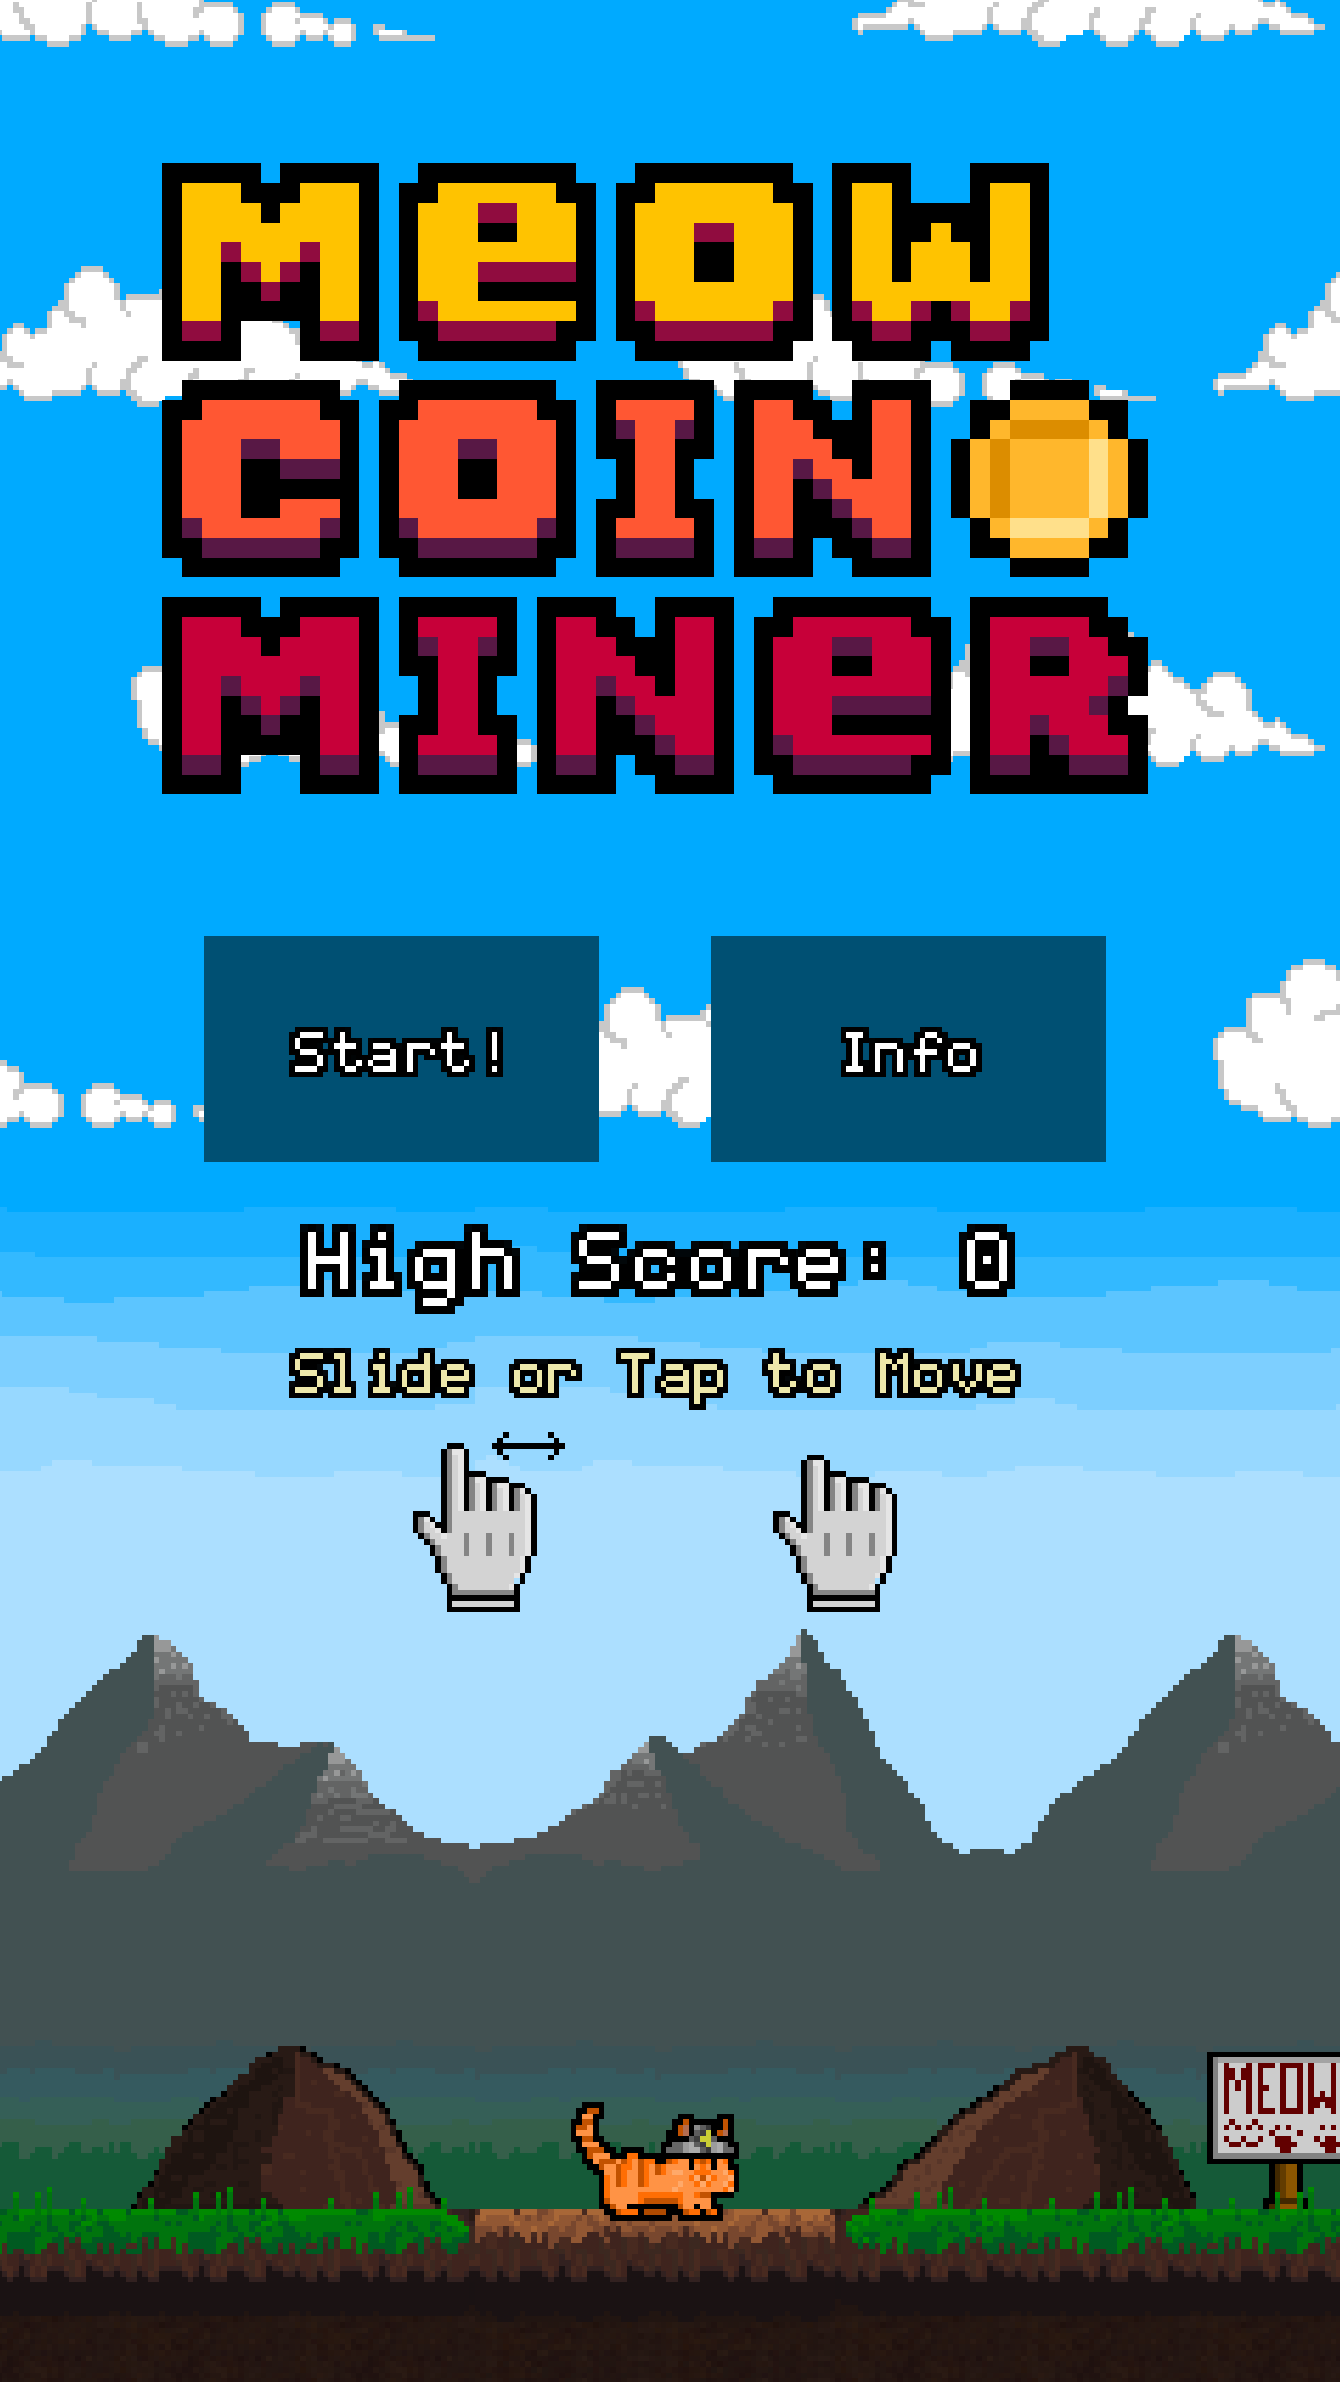 MEOW
COIN
MINER
Start!
Info
High Score: 0
Slide or Tap to Move
MEOW